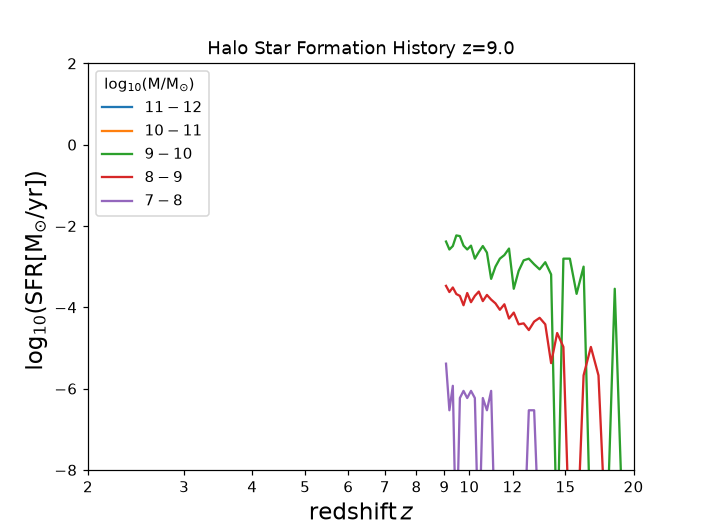 Halo Star Formation History z=9.0
log₁₀(M/M☉)
11 − 12
10 − 11
9 − 10
8 − 9
7 − 8
log₁₀(SFR[M☉/yr])
2
0
−2
−4
−6
−8
2 3 4 5 6 7 8 9 10 12 15 20
redshift z